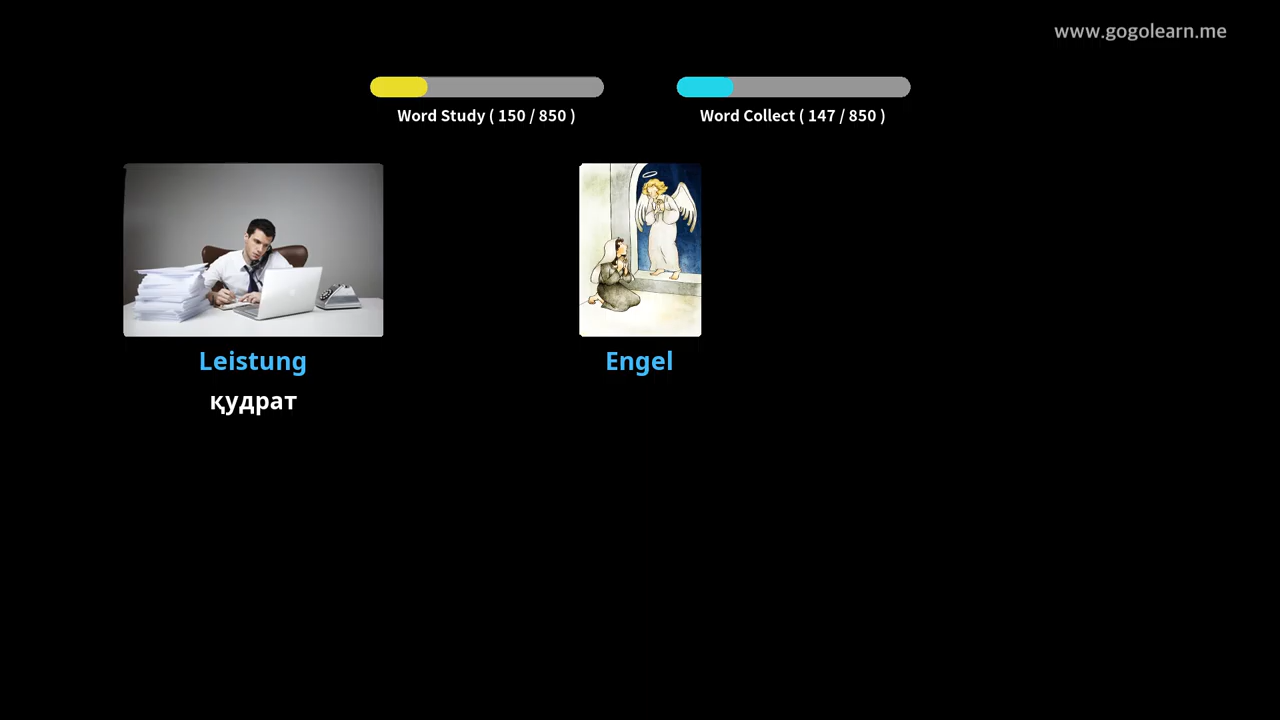 www.gogolearn.me
Word Study ( 150 / 850 )
Word Collect ( 147 / 850 )
Leistung
Engel
қудрат